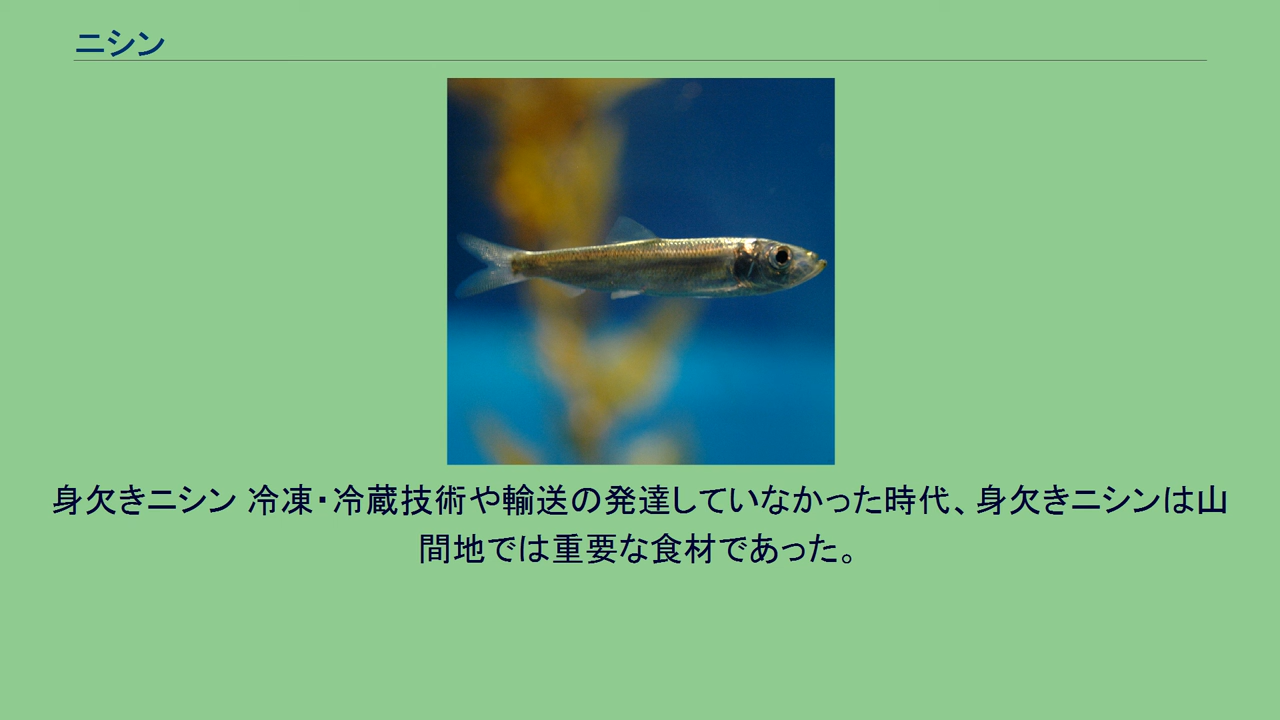 ニシン
身欠きニシン 冷凍・冷蔵技術や輸送の発達していなかった時代、身欠きニシンは山
間地では重要な食材であった。